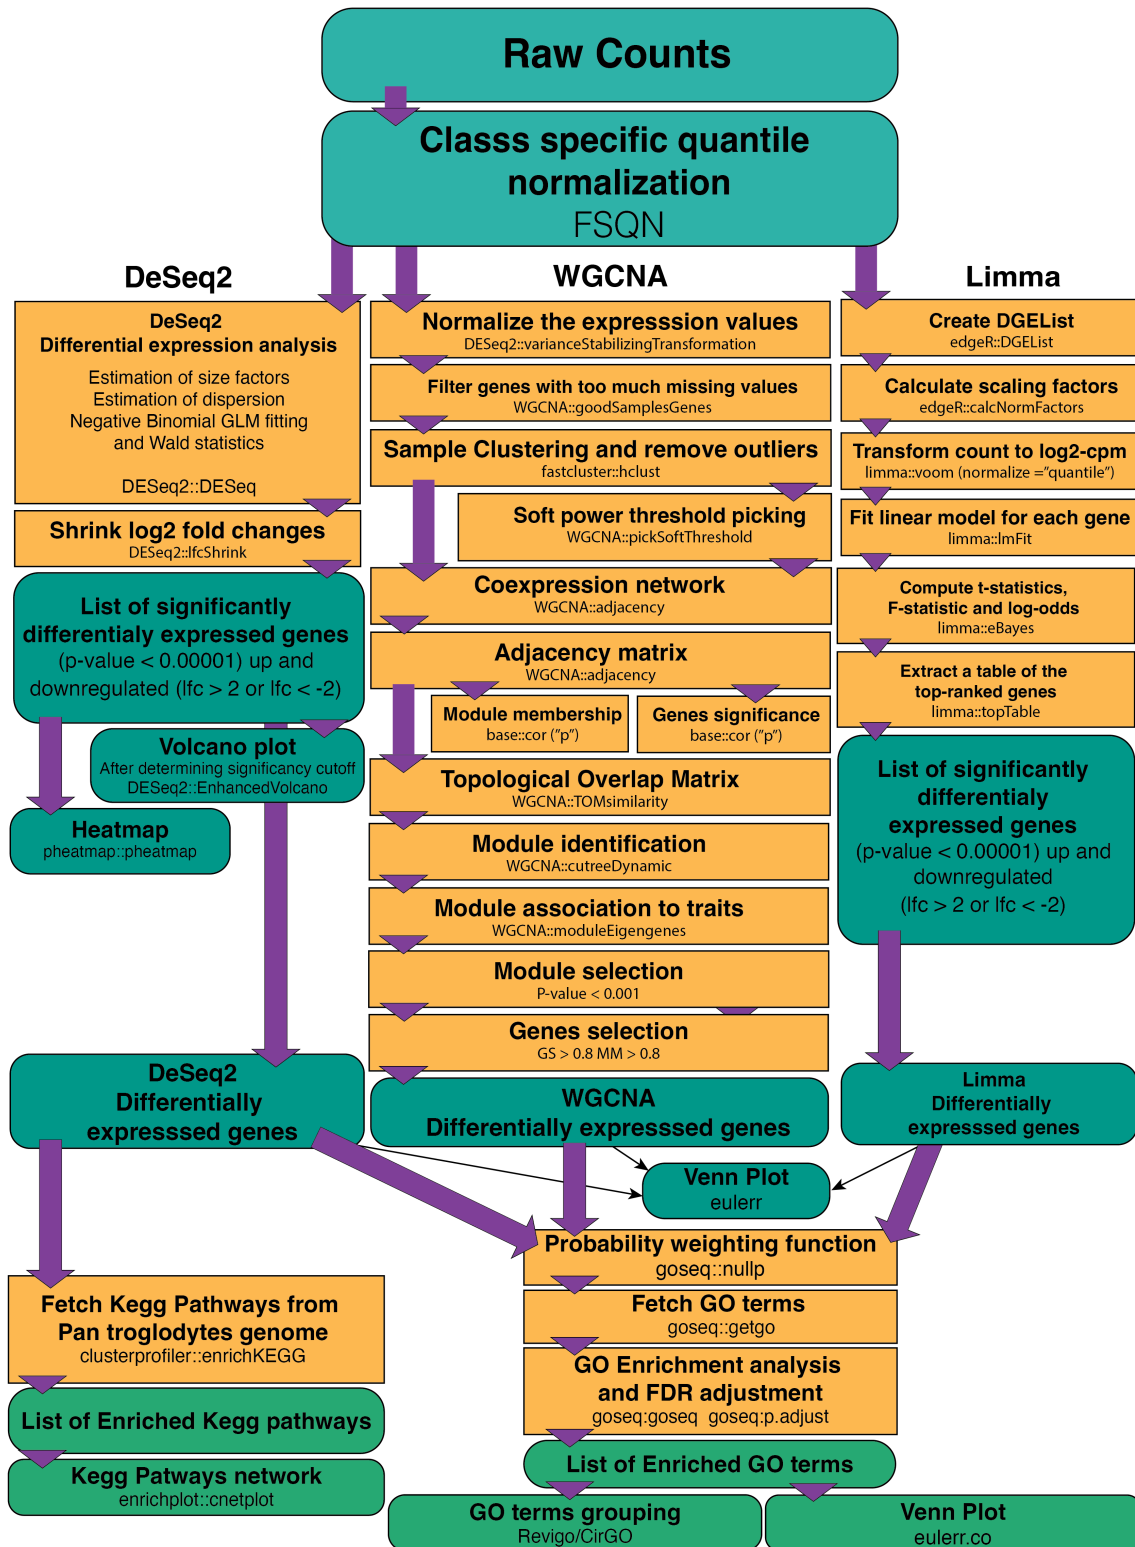 Raw Counts
Classs specific quantile
normalization
FSQN
DeSeq2
DeSeq2
Differential expression analysis
Estimation of size factors
Estimation of dispersion
Negative Binomial GLM fitting
and Wald statistics
DESeq2::DESeq
Shrink log2 fold changes
DESeq2::lfcShrink
List of significantly
differentialy expressed genes
(p-value < 0.00001) up and
downregulated (lfc > 2 or lfc < -2)
Volcano plot
After determining significancy cutoff
DESeq2::EnhancedVolcano
Heatmap
pheatmap::pheatmap
DeSeq2
Differentially
expresssed genes
WGCNA
Normalize the expresssion values
DESeq2::varianceStabilizingTransformation
Filter genes with too much missing values
WGCNA::goodSamplesGenes
Sample Clustering and remove outliers
fastcluster::hclust
Soft power threshold picking
WGCNA::pickSoftThreshold
Coexpression network
WGCNA::adjacency
Adjacency matrix
WGCNA::adjacency
Module membership
base::cor ("p")
Genes significance
base::cor ("p")
Topological Overlap Matrix
WGCNA::TOMsimilarity
Module identification
WGCNA::cutreeDynamic
Module association to traits
WGCNA::moduleEigengenes
Module selection
P-value < 0.001
Genes selection
GS > 0.8 MM > 0.8
WGCNA
Differentially expresssed genes
Limma
Create DGEList
edgeR::DGEList
Calculate scaling factors
edgeR::calcNormFactors
Transform count to log2-cpm
limma::voom (normalize ="quantile")
Fit linear model for each gene
limma::lmFit
Compute t-statistics,
F-statistic and log-odds
limma::eBayes
Extract a table of the
top-ranked genes
limma::topTable
List of significantly
differentialy
expressed genes
(p-value < 0.00001) up and
downregulated
(lfc > 2 or lfc < -2)
Limma
Differentially
expresssed genes
Venn Plot
eulerr
Probability weighting function
goseq::nullp
Fetch GO terms
goseq::getgo
GO Enrichment analysis
and FDR adjustment
goseq:goseq goseq:p.adjust
List of Enriched GO terms
GO terms grouping
Revigo/CirGO
Venn Plot
eulerr.co
Fetch Kegg Pathways from
Pan troglodytes genome
clusterprofiler::enrichKEGG
List of Enriched Kegg pathways
Kegg Patways network
enrichplot::cnetplot